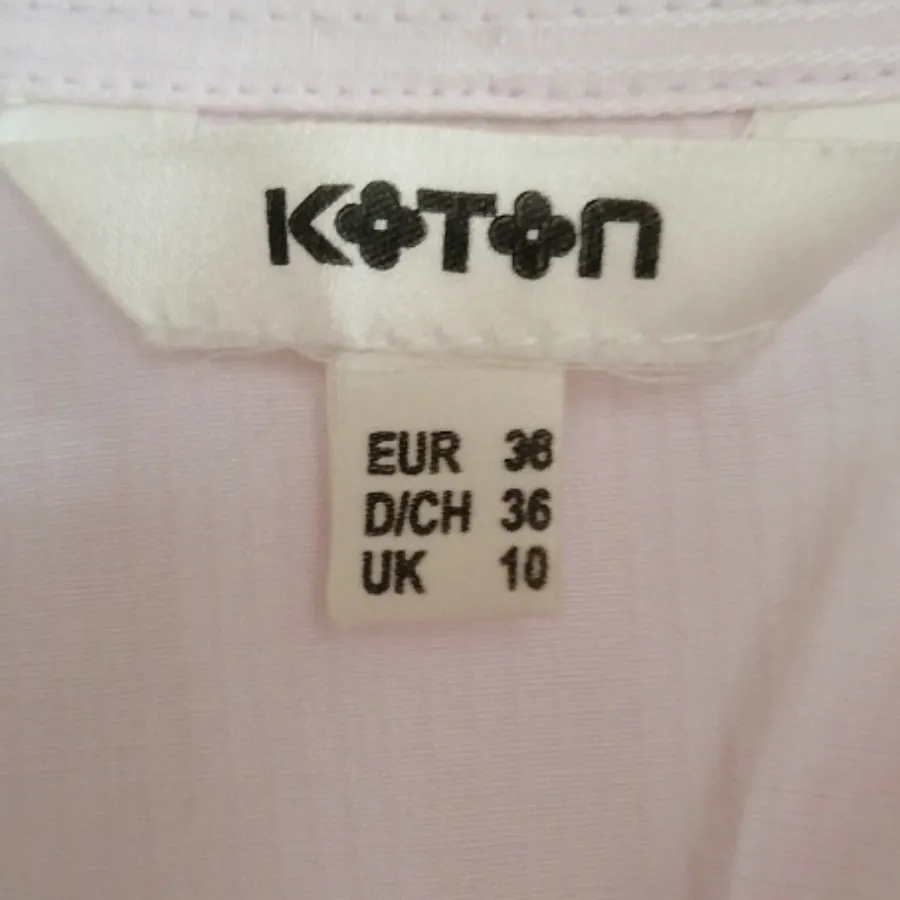 KOTON
EUR 38
D/CH 36
UK 10